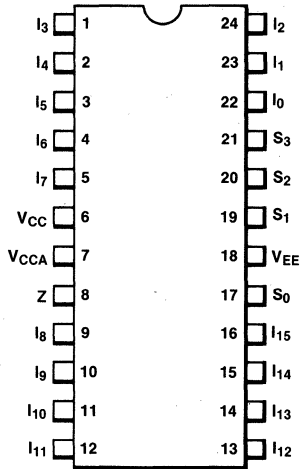 I3 1 24 I2
I4 2 23 I1
I5 3 22 I0
I6 4 21 S3
I7 5 20 S2
VCC 6 19 S1
VCCA 7 18 VEE
Z 8 17 S0
I8 9 16 I15
I9 10 15 I14
I10 11 14 I13
I11 12 13 I12